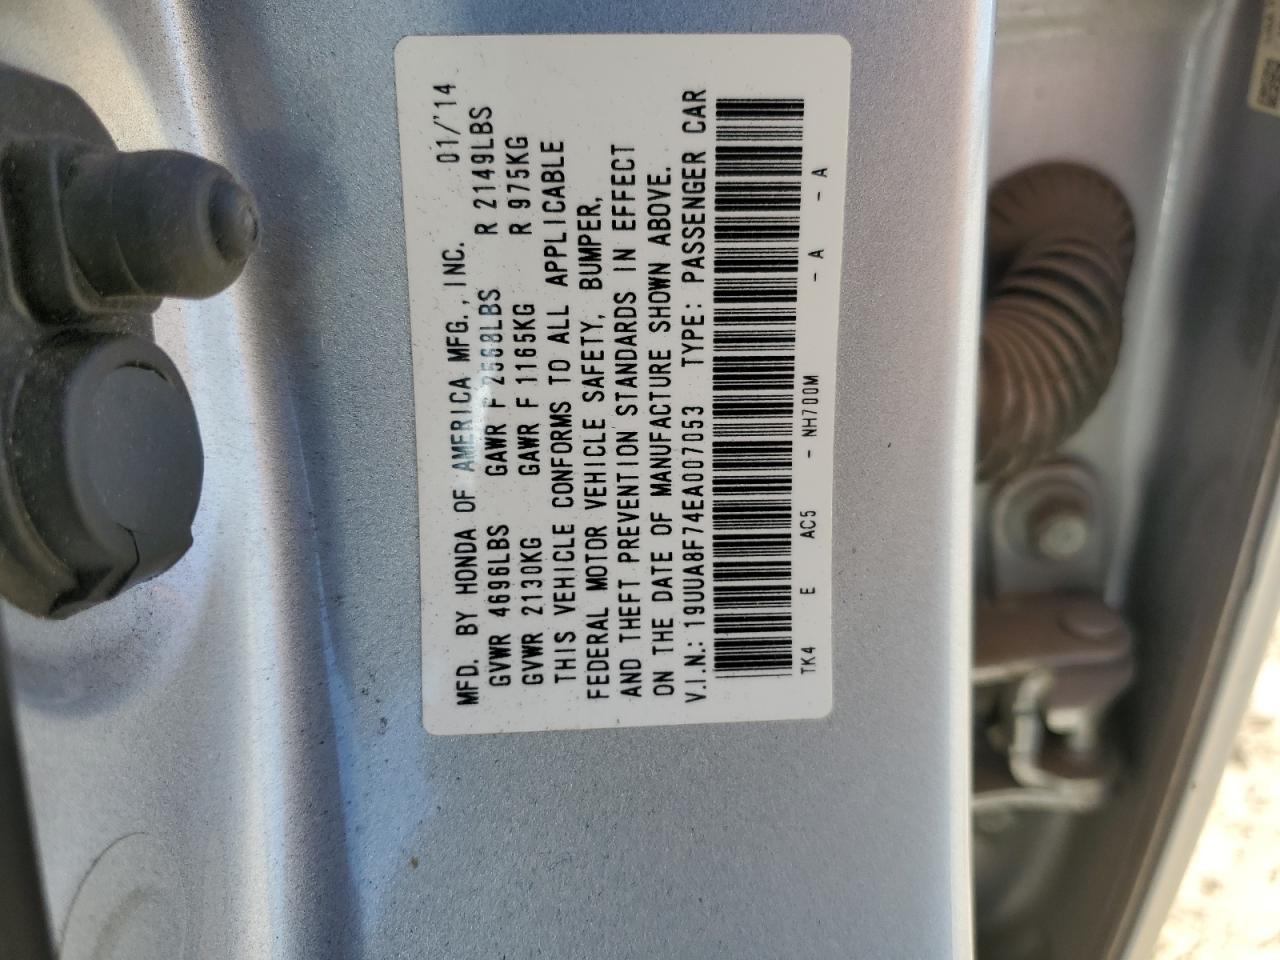 MFD. BY HONDA OF AMERICA MFG., INC. 01/'14
GVWR 4696LBS GAWR F 2568LBS R 2149LBS
GVWR 2130KG GAWR F 1165KG R 975KG
THIS VEHICLE CONFORMS TO ALL APPLICABLE
FEDERAL MOTOR VEHICLE SAFETY, BUMPER,
AND THEFT PREVENTION STANDARDS IN EFFECT
ON THE DATE OF MANUFACTURE SHOWN ABOVE.
V.I.N.: 19UUA8F74EA007053 TYPE: PASSENGER CAR
TK4 E AC5 - NH700M - A - A